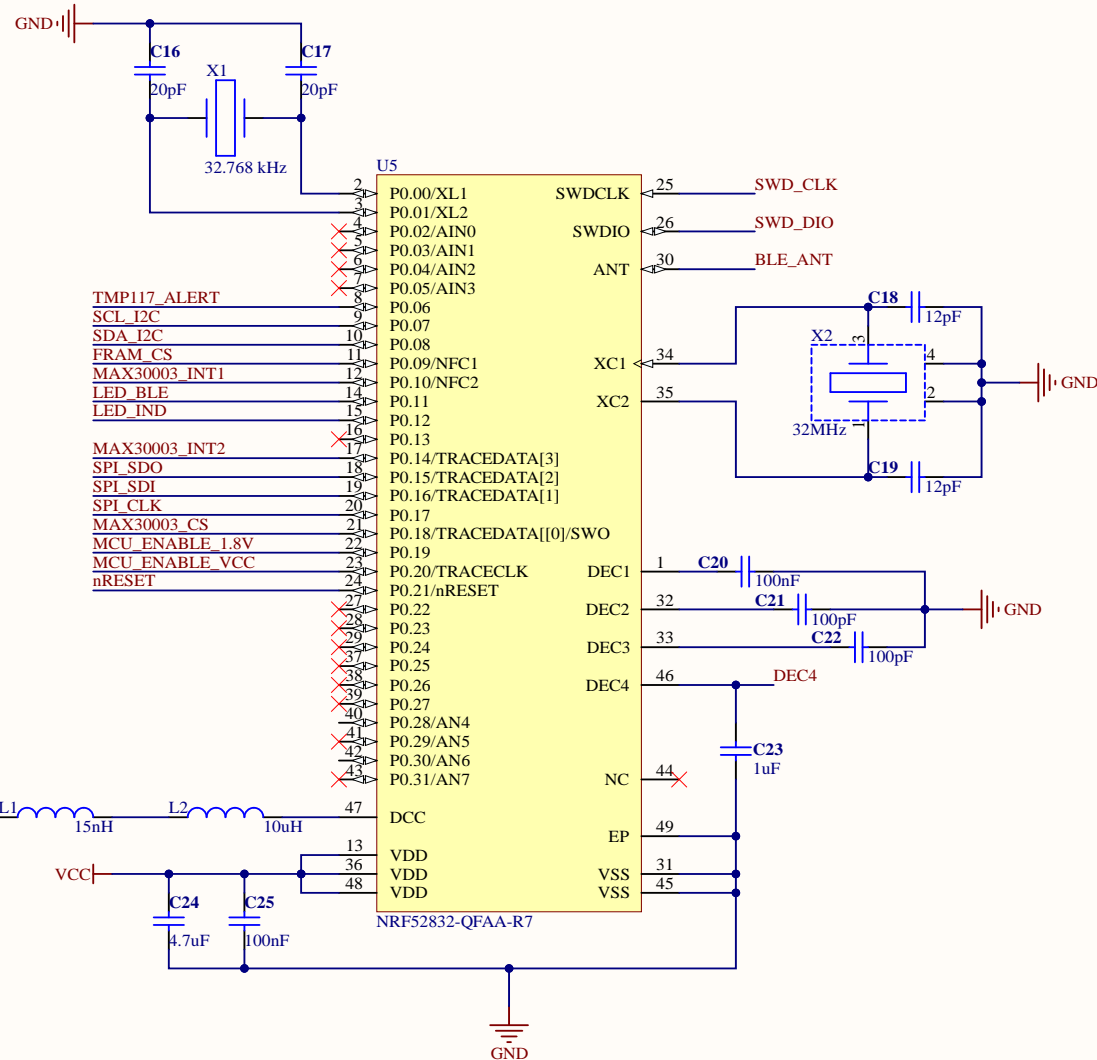 GND
C16
20pF
X1
C17
20pF
32.768 kHz
U5
2 P0.00/XL1
3 P0.01/XL2
4 P0.02/AIN0
5 P0.03/AIN1
6 P0.04/AIN2
7 P0.05/AIN3
TMP117_ALERT 8 P0.06
SCL_I2C 9 P0.07
SDA_I2C 10 P0.08
FRAM_CS 11 P0.09/NFC1
MAX30003_INT1 12 P0.10/NFC2
LED_BLE 14 P0.11
LED_IND 15 P0.12
16 P0.13
MAX30003_INT2 17 P0.14/TRACEDATA[3]
SPI_SDO 18 P0.15/TRACEDATA[2]
SPI_SDI 19 P0.16/TRACEDATA[1]
SPI_CLK 20 P0.17
MAX30003_CS 21 P0.18/TRACEDATA[[0]/SWO
MCU_ENABLE_1.8V 22 P0.19
MCU_ENABLE_VCC 23 P0.20/TRACECLK
nRESET 24 P0.21/nRESET
27 P0.22
28 P0.23
29 P0.24
37 P0.25
38 P0.26
39 P0.27
40 P0.28/AN4
41 P0.29/AN5
42 P0.30/AN6
43 P0.31/AN7
L1
15nH
L2
10uH
47 DCC
13 VDD
VCC 36 VDD
48 VDD
C24
4.7uF
C25
100nF
SWDCLK 25 SWD_CLK
SWDIO 26 SWD_DIO
ANT 30 BLE_ANT
XC1 34
XC2 35
C18
12pF
X2
3
4
2
1
32MHz
GND
C19
12pF
DEC1 1 C20
100nF
DEC2 32 C21
100pF
DEC3 33 C22
100pF
GND
DEC4 46 DEC4
C23
1uF
NC 44
EP 49
VSS 31
VSS 45
NRF52832-QFAA-R7
GND